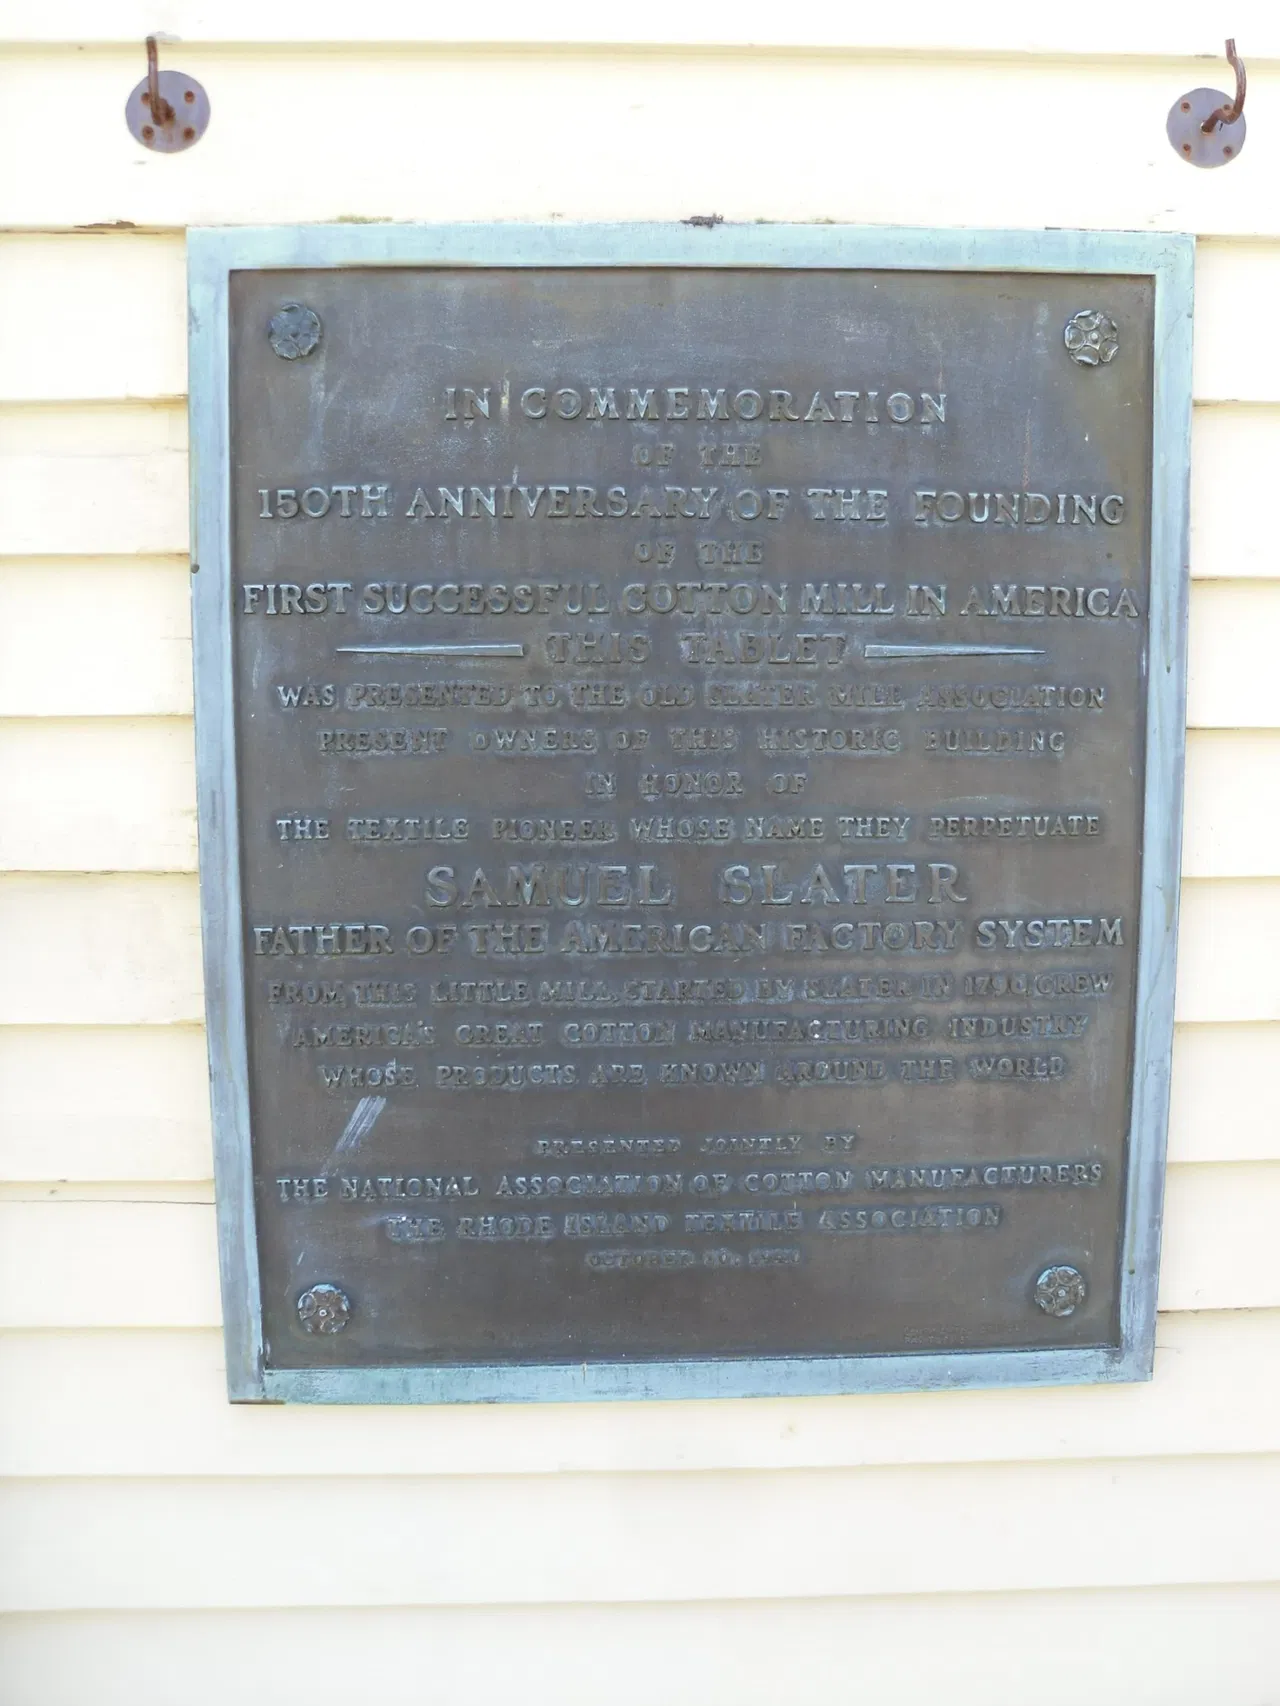 IN COMMEMORATION
OF THE
150TH ANNIVERSARY OF THE FOUNDING
OF THE
FIRST SUCCESSFUL COTTON MILL IN AMERICA
THIS TABLET
WAS PRESENTED TO THE OLD SLATER MILL ASSOCIATION
PRESENT OWNERS OF THIS HISTORIC BUILDING
IN HONOR OF
THE TEXTILE PIONEER WHOSE NAME THEY PERPETUATE
SAMUEL SLATER
FATHER OF THE AMERICAN FACTORY SYSTEM
FROM THIS LITTLE MILL, STARTED BY SLATER IN 1790, GREW
AMERICA'S GREAT COTTON MANUFACTURING INDUSTRY
WHOSE PRODUCTS ARE KNOWN AROUND THE WORLD
PRESENTED JOINTLY BY
THE NATIONAL ASSOCIATION OF COTTON MANUFACTURERS
THE RHODE ISLAND TEXTILE ASSOCIATION
OCTOBER